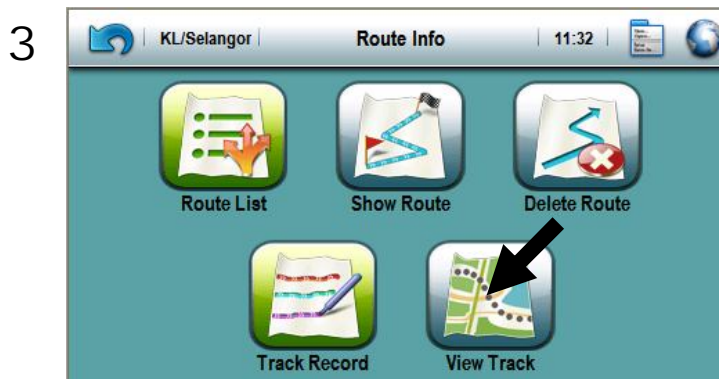 3
KL/Selangor Route Info 11:32
Route List Show Route Delete Route
Track Record View Track